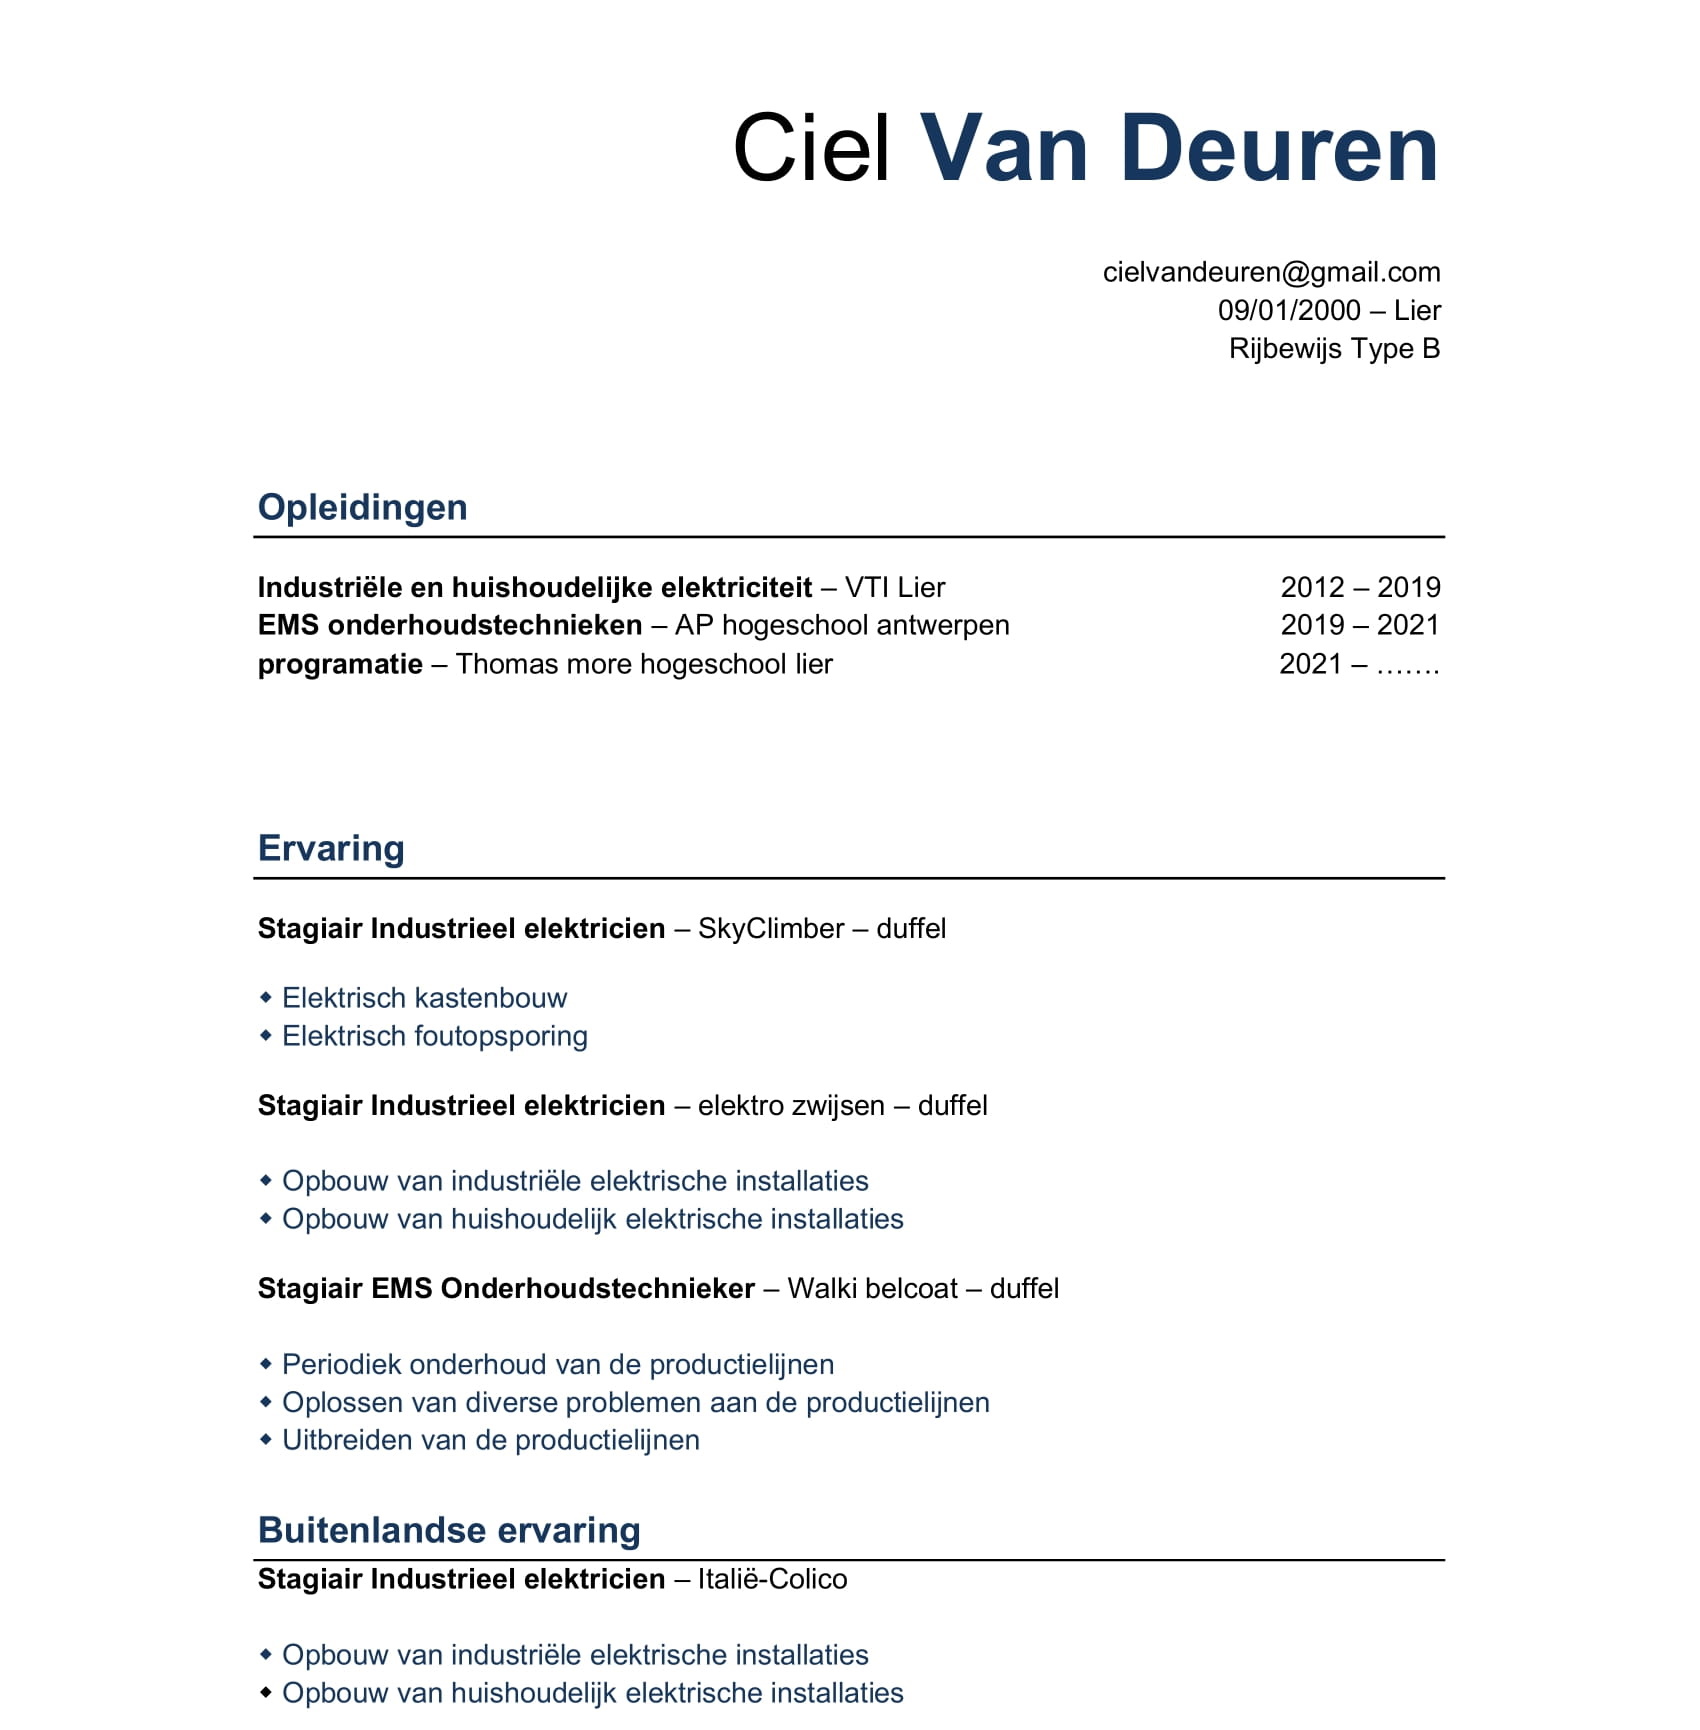 Ciel Van Deuren
cielvandeuren@gmail.com
09/01/2000 – Lier
Rijbewijs Type B
Opleidingen
Industriële en huishoudelijke elektriciteit – VTI Lier 2012 – 2019
EMS onderhoudstechnieken – AP hogeschool antwerpen 2019 – 2021
programatie – Thomas more hogeschool lier 2021 – …….
Ervaring
Stagiair Industrieel elektricien – SkyClimber – duffel
◆ Elektrisch kastenbouw
◆ Elektrisch foutopsporing
Stagiair Industrieel elektricien – elektro zwijsen – duffel
◆ Opbouw van industriële elektrische installaties
◆ Opbouw van huishoudelijk elektrische installaties
Stagiair EMS Onderhoudstechnieker – Walki belcoat – duffel
◆ Periodiek onderhoud van de productielijnen
◆ Oplossen van diverse problemen aan de productielijnen
◆ Uitbreiden van de productielijnen
Buitenlandse ervaring
Stagiair Industrieel elektricien – Italië-Colico
◆ Opbouw van industriële elektrische installaties
◆ Opbouw van huishoudelijk elektrische installaties